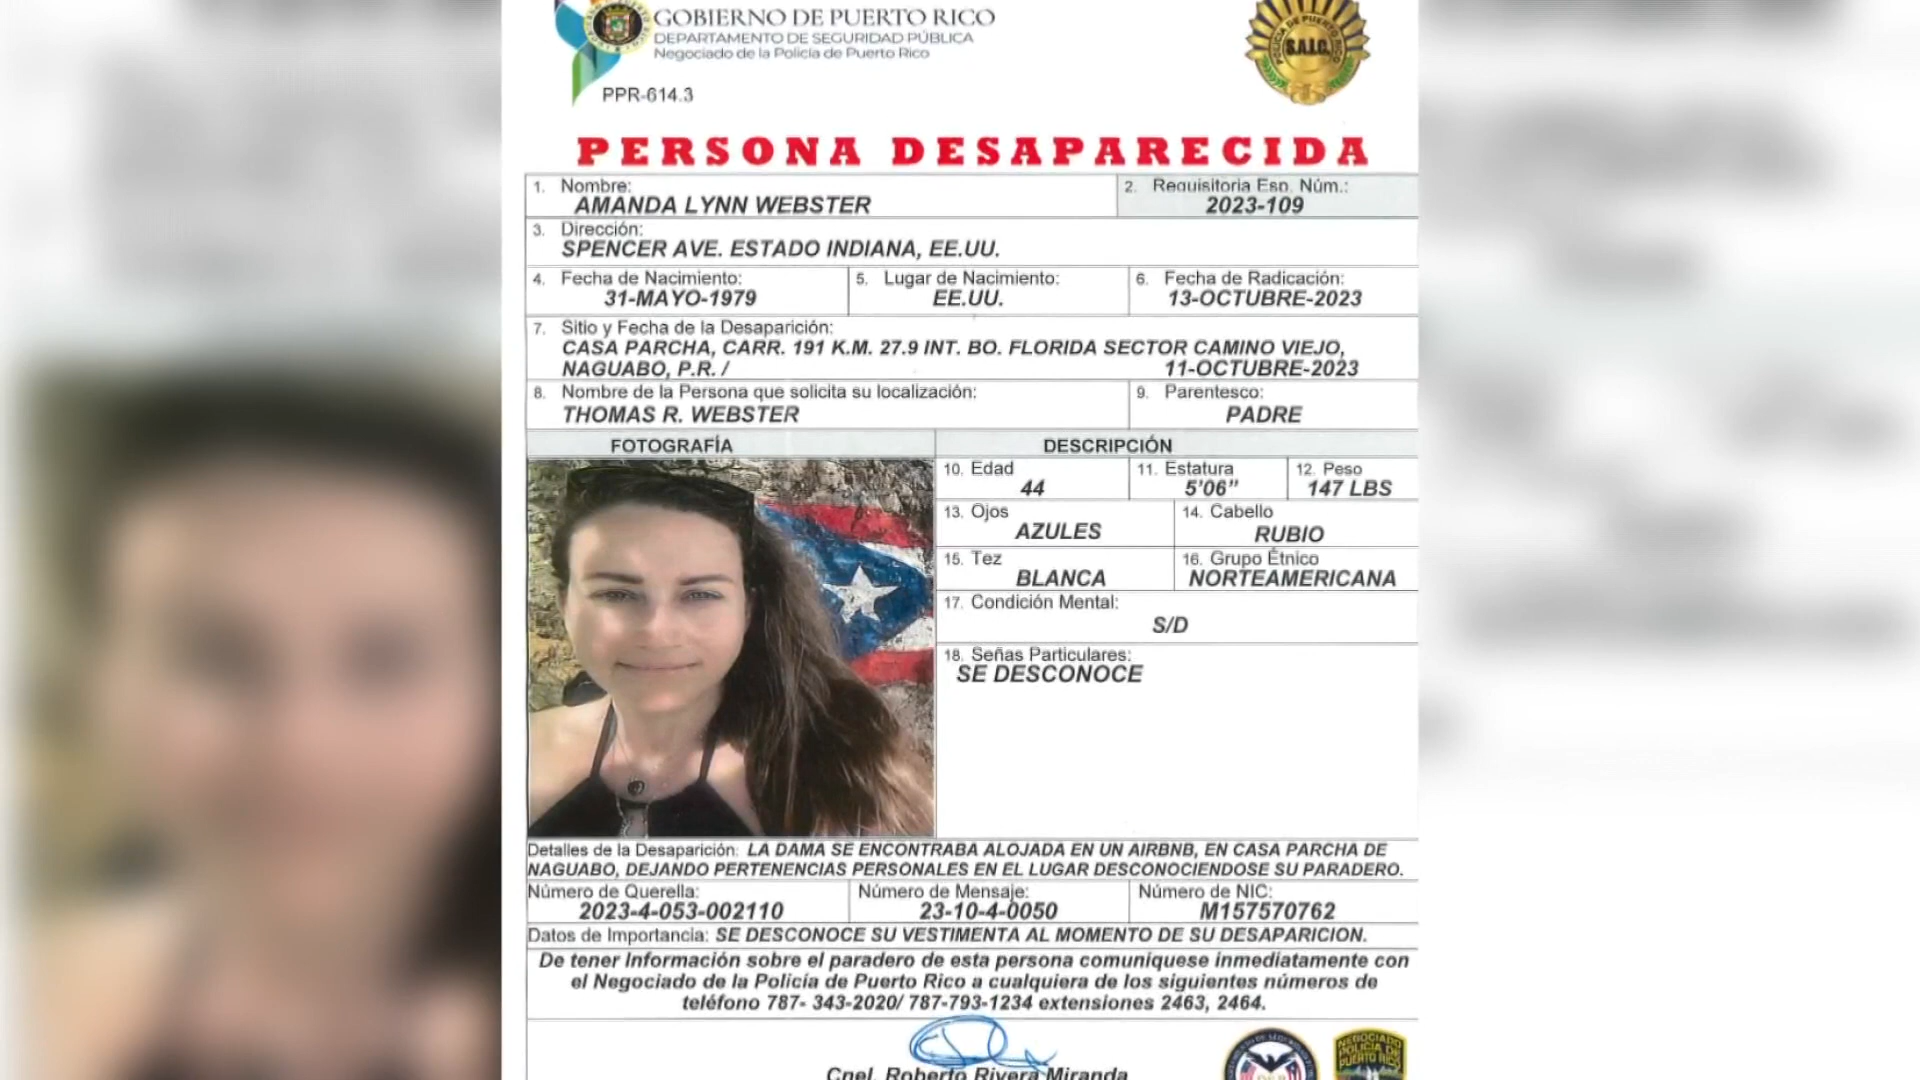 GOBIERNO DE PUERTO RICO
DEPARTAMENTO DE SEGURIDAD PÚBLICA
Negociado de la Policía de Puerto Rico
POLICIA DE PUERTO RICO
S.A.I.C.
PPR-614.3
PERSONA DESAPARECIDA
1. Nombre: 2. Requisitoria Esp. Núm.:
AMANDA LYNN WEBSTER 2023-109
3. Dirección:
SPENCER AVE. ESTADO INDIANA, EE.UU.
4. Fecha de Nacimiento: 5. Lugar de Nacimiento: 6. Fecha de Radicación:
31-MAYO-1979 EE.UU. 13-OCTUBRE-2023
7. Sitio y Fecha de la Desaparición:
CASA PARCHA, CARR. 191 K.M. 27.9 INT. BO. FLORIDA SECTOR CAMINO VIEJO,
NAGUABO, P.R. / 11-OCTUBRE-2023
8. Nombre de la Persona que solicita su localización: 9. Parentesco:
THOMAS R. WEBSTER PADRE
FOTOGRAFÍA DESCRIPCIÓN
10. Edad 11. Estatura 12. Peso
44 5'06" 147 LBS
13. Ojos 14. Cabello
AZULES RUBIO
15. Tez 16. Grupo Étnico
BLANCA NORTEAMERICANA
17. Condición Mental:
S/D
18. Señas Particulares:
SE DESCONOCE
Detalles de la Desaparición: LA DAMA SE ENCONTRABA ALOJADA EN UN AIRBNB, EN CASA PARCHA DE
NAGUABO, DEJANDO PERTENENCIAS PERSONALES EN EL LUGAR DESCONOCIENDOSE SU PARADERO.
Número de Querella: Número de Mensaje: Número de NIC:
2023-4-053-002110 23-10-4-0050 M157570762
Datos de Importancia: SE DESCONOCE SU VESTIMENTA AL MOMENTO DE SU DESAPARICION.
De tener Información sobre el paradero de esta persona comuníquese inmediatamente con
el Negociado de la Policía de Puerto Rico a cualquiera de los siguientes números de
teléfono 787- 343-2020/ 787-793-1234 extensiones 2463, 2464.
Cnel. Roberto Rivera Miranda
NEGOCIADO
POLICÍA DE
PUERTO RICO